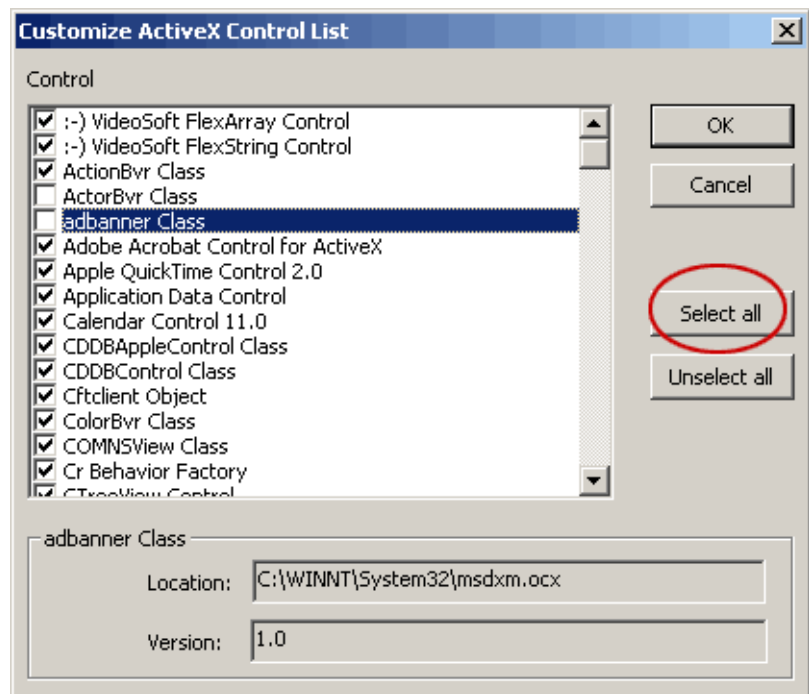 Customize ActiveX Control List
Control
:-) VideoSoft FlexArray Control
:-) VideoSoft FlexString Control
ActionBvr Class
ActorBvr Class
adbanner Class
Adobe Acrobat Control for ActiveX
Apple QuickTime Control 2.0
Application Data Control
Calendar Control 11.0
CDDBAppleControl Class
CDDBControl Class
Cftclient Object
ColorBvr Class
COMNSView Class
Cr Behavior Factory
CTreeView Control
OK
Cancel
Select all
Unselect all
adbanner Class
Location: C:\WINNT\System32\msdxm.ocx
Version: 1.0